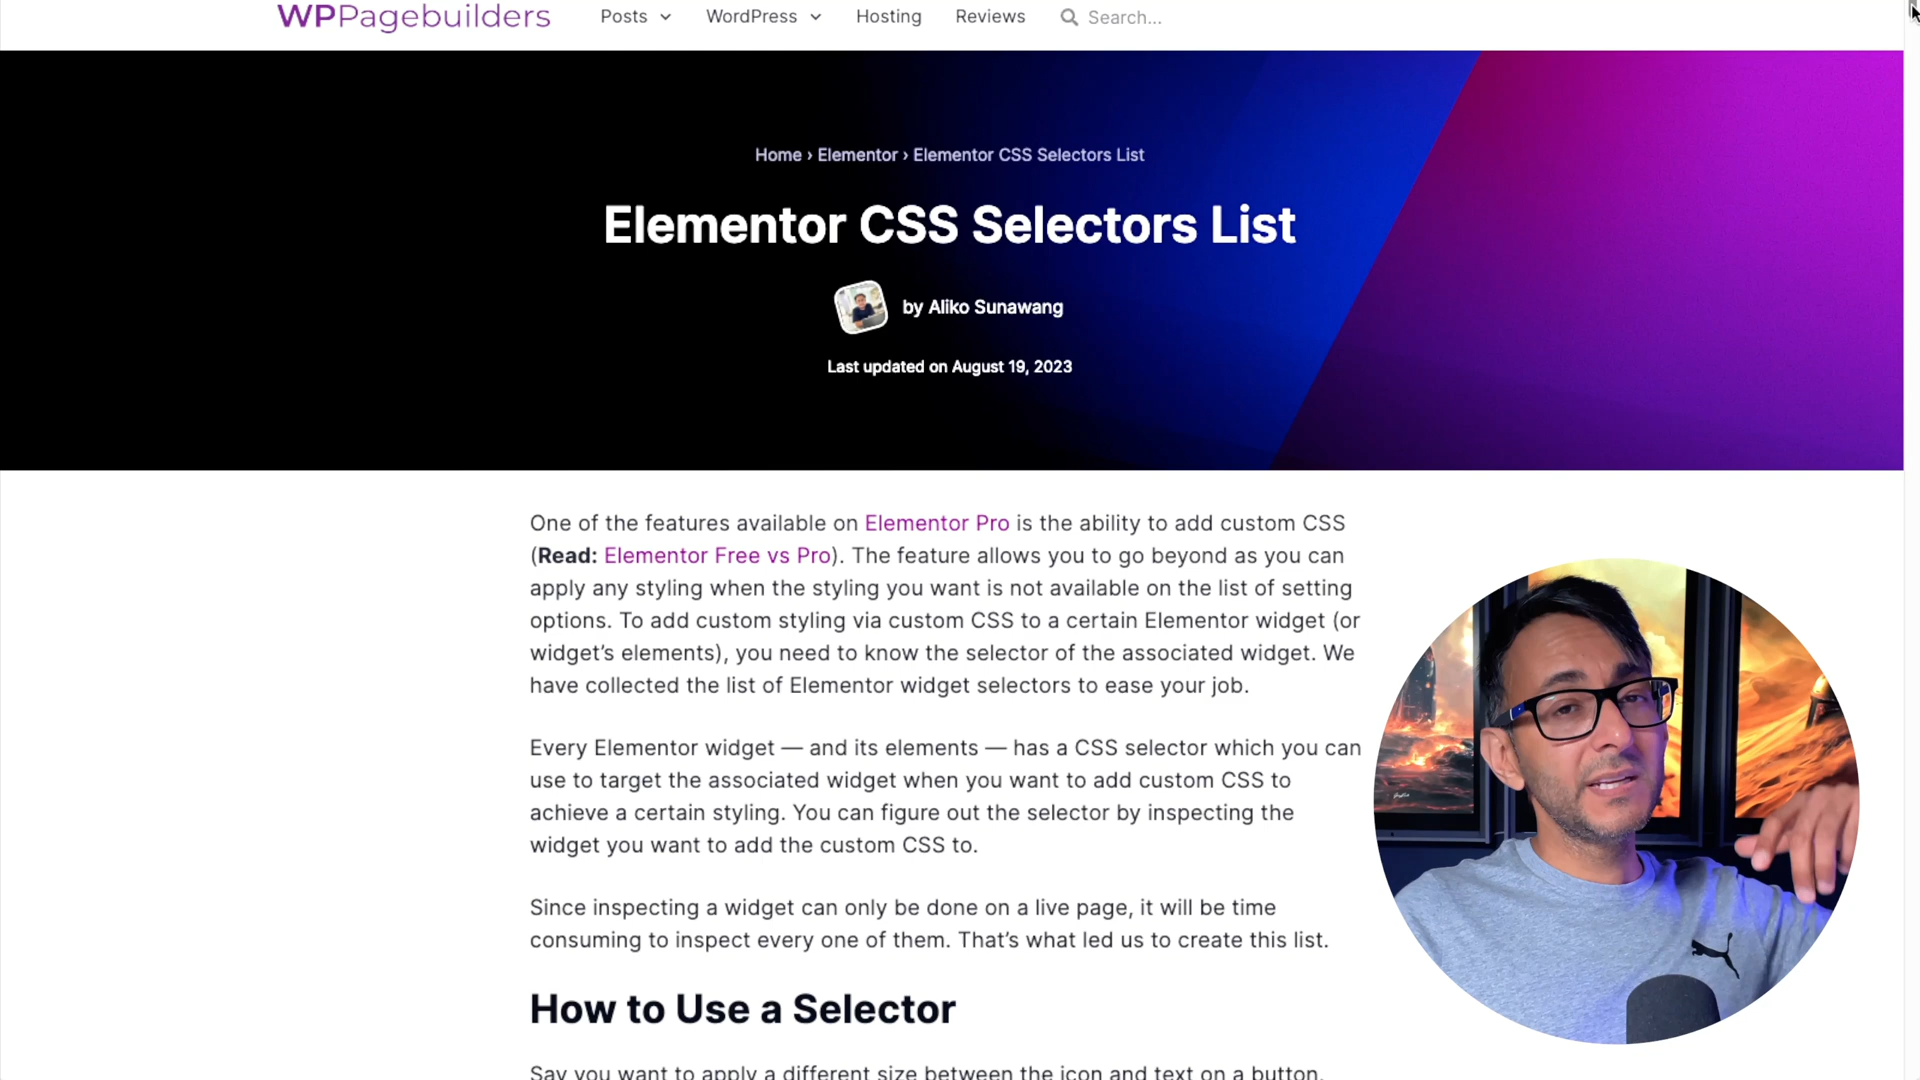 WPPagebuilders
Posts
WordPress
Hosting
Reviews
Search...
Home › Elementor › Elementor CSS Selectors List
Elementor CSS Selectors List
by Aliko Sunawang
Last updated on August 19, 2023
One of the features available on Elementor Pro is the ability to add custom CSS
(Read: Elementor Free vs Pro). The feature allows you to go beyond as you can
apply any styling when the styling you want is not available on the list of setting
options. To add custom styling via custom CSS to a certain Elementor widget (or
widget’s elements), you need to know the selector of the associated widget. We
have collected the list of Elementor widget selectors to ease your job.
Every Elementor widget — and its elements — has a CSS selector which you can
use to target the associated widget when you want to add custom CSS to
achieve a certain styling. You can figure out the selector by inspecting the
widget you want to add the custom CSS to.
Since inspecting a widget can only be done on a live page, it will be time
consuming to inspect every one of them. That’s what led us to create this list.
How to Use a Selector
Say you want to apply a different size between the icon and text on a button.